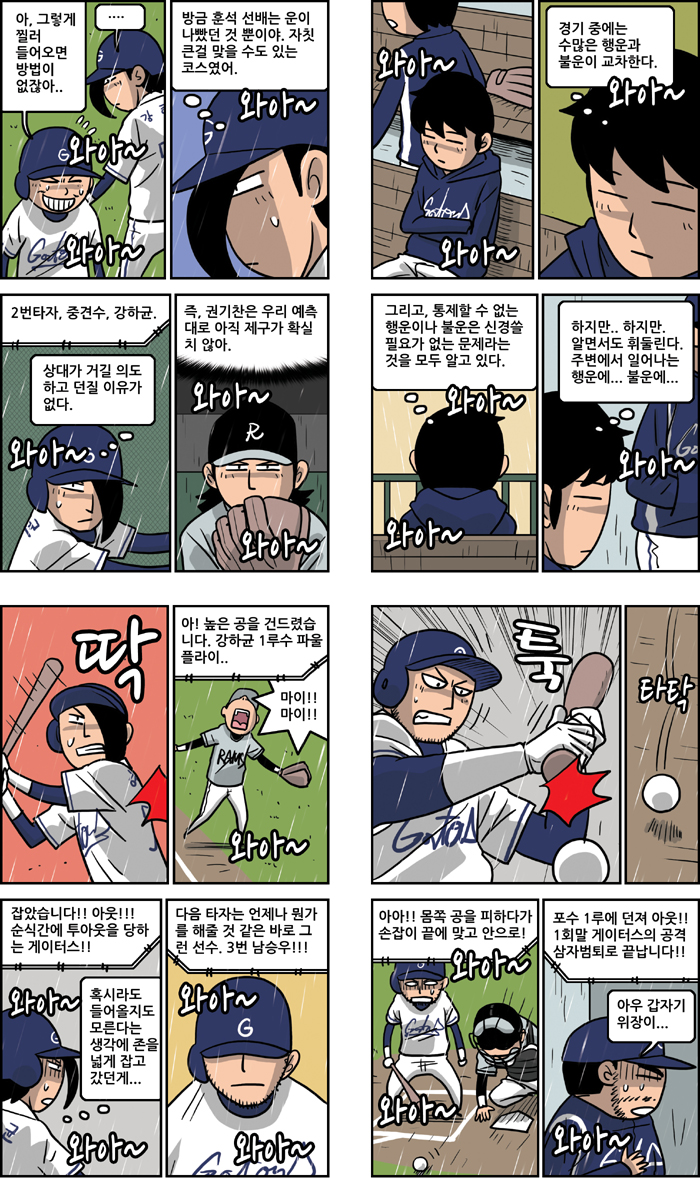 아, 그렇게
찔러
들어오면
방법이
없잖아..
....
강
G
G
와아~
Gators
와아~
방금 훈석 선배는 운이
나빴던 것 뿐이야. 자칫
큰걸 맞을 수도 있는
코스였어.
G
와아~
2번타자, 중견수, 강하균.
상대가 거길 의도
하고 던질 이유가
없다.
와아~
G
즉, 권기찬은 우리 예측
대로 아직 제구가 확실
치 않아.
와아~
R
와아~
딱
아! 높은 공을 건드렸습
니다. 강하균 1루수 파울
플라이..
마이!!
마이!!
RAMS
와아~
잡았습니다!! 아웃!!!
순식간에 투아웃을 당하
는 게이터스!!
와아~
혹시라도
들어올지도
모른다는
생각에 존을
넓게 잡고
갔던게...
와아~
다음 타자는 언제나 뭔가
를 해줄 것 같은 바로 그
런 선수. 3번 남승우!!!
와아~
G
와아~
Gators
와아~
Gators
와아~
경기 중에는
수많은 행운과
불운이 교차한다.
와아~
그리고, 통제할 수 없는
행운이나 불운은 신경쓸
필요가 없는 문제라는
것을 모두 알고 있다.
와아~
와아~
하지만.. 하지만.
알면서도 휘둘린다.
주변에서 일어나는
행운에... 불운에...
와아~
툭
G
Gators
타탁
아아!! 몸쪽 공을 피하다가
손잡이 끝에 맞고 안으로!
와아~
G
Gators
와아~
포수 1루에 던져 아웃!!
1회말 게이터스의 공격
삼자범퇴로 끝납니다!!
아우 갑자기
위장이...
G
와아~